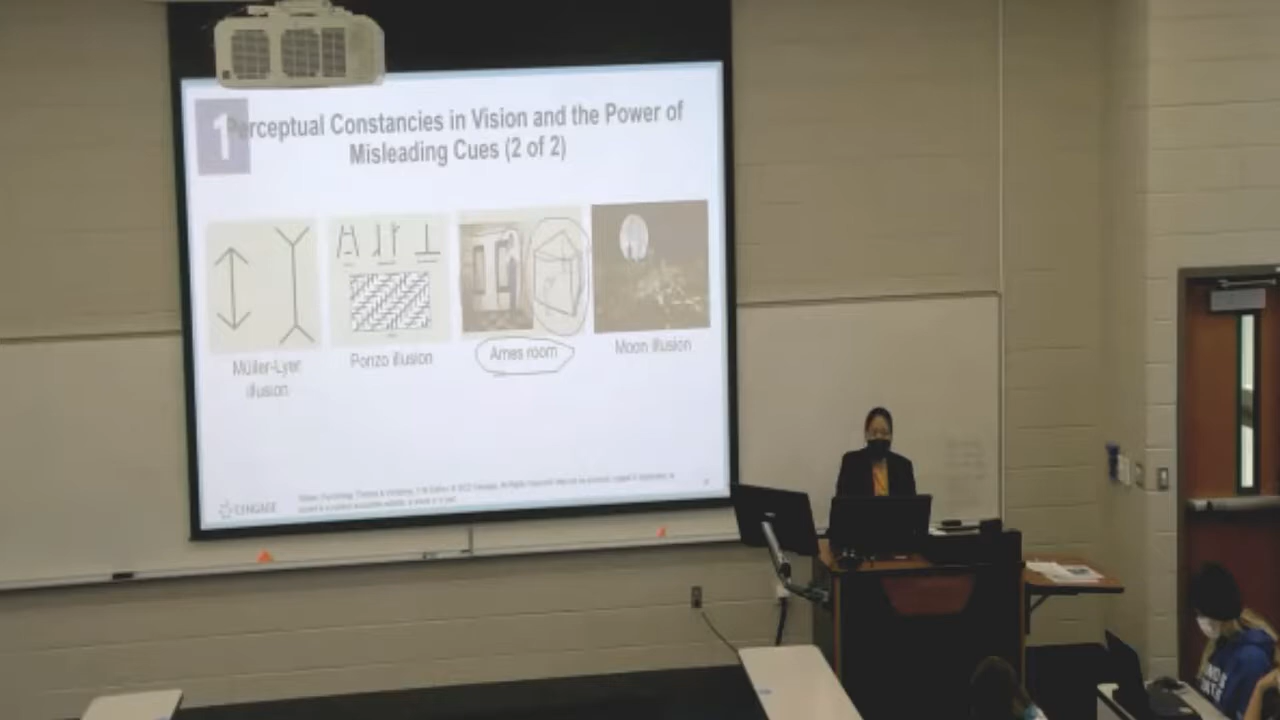 1
Perceptual Constancies in Vision and the Power of
Misleading Cues (2 of 2)
Müller-Lyer
illusion
Ponzo illusion
Ames room
Moon illusion
CENGAGE